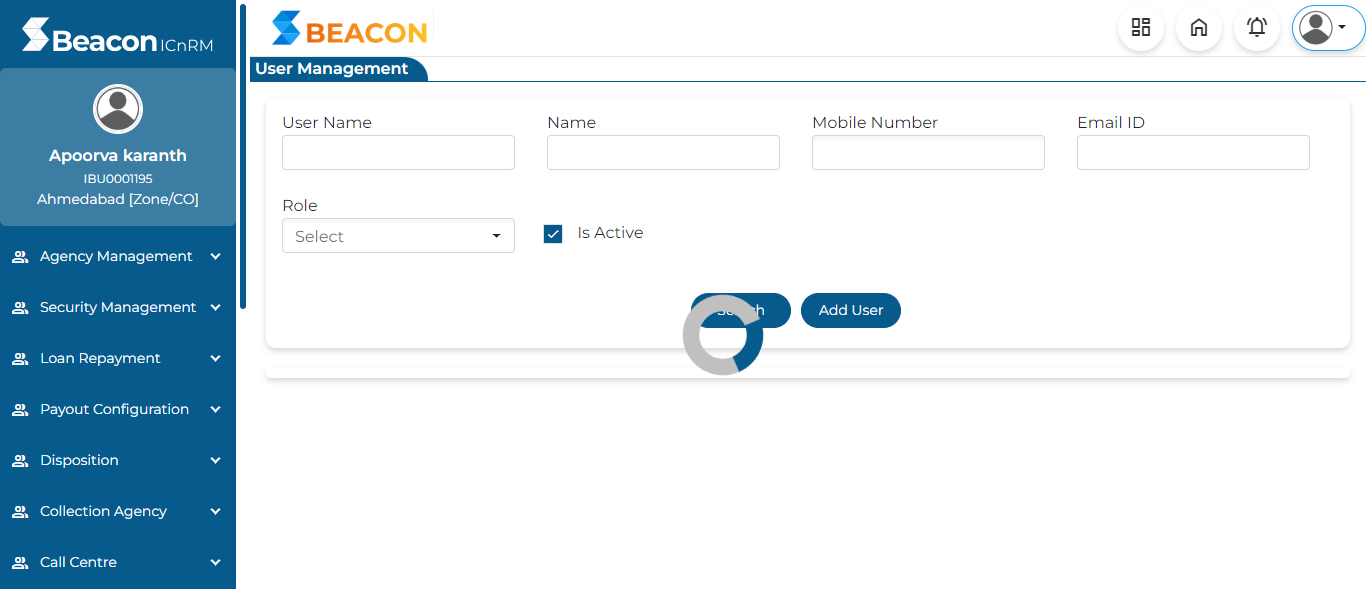 Beacon ICnRM
Apoorva karanth
IBU0001195
Ahmedabad [Zone/CO]
Agency Management
Security Management
Loan Repayment
Payout Configuration
Disposition
Collection Agency
Call Centre
BEACON
User Management
User Name Name Mobile Number Email ID
Role
Select
Is Active
Search Add User